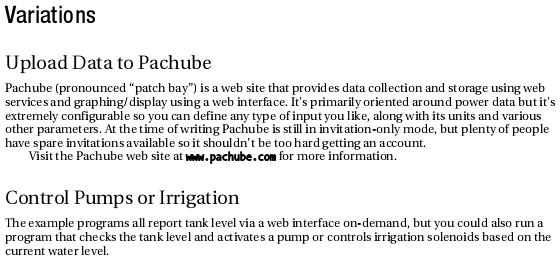 Variations
Upload Data to Pachube
Pachube (pronounced “patch bay”) is a web site that provides data collection and storage using web
services and graphing/display using a web interface. It’s primarily oriented around power data but it’s
extremely configurable so you can define any type of input you like, along with its units and various
other parameters. At the time of writing Pachube is still in invitation-only mode, but plenty of people
have spare invitations available so it shouldn’t be too hard getting an account.
Visit the Pachube web site at www.pachube.com for more information.
Control Pumps or Irrigation
The example programs all report tank level via a web interface on-demand, but you could also run a
program that checks the tank level and activates a pump or controls irrigation solenoids based on the
current water level.